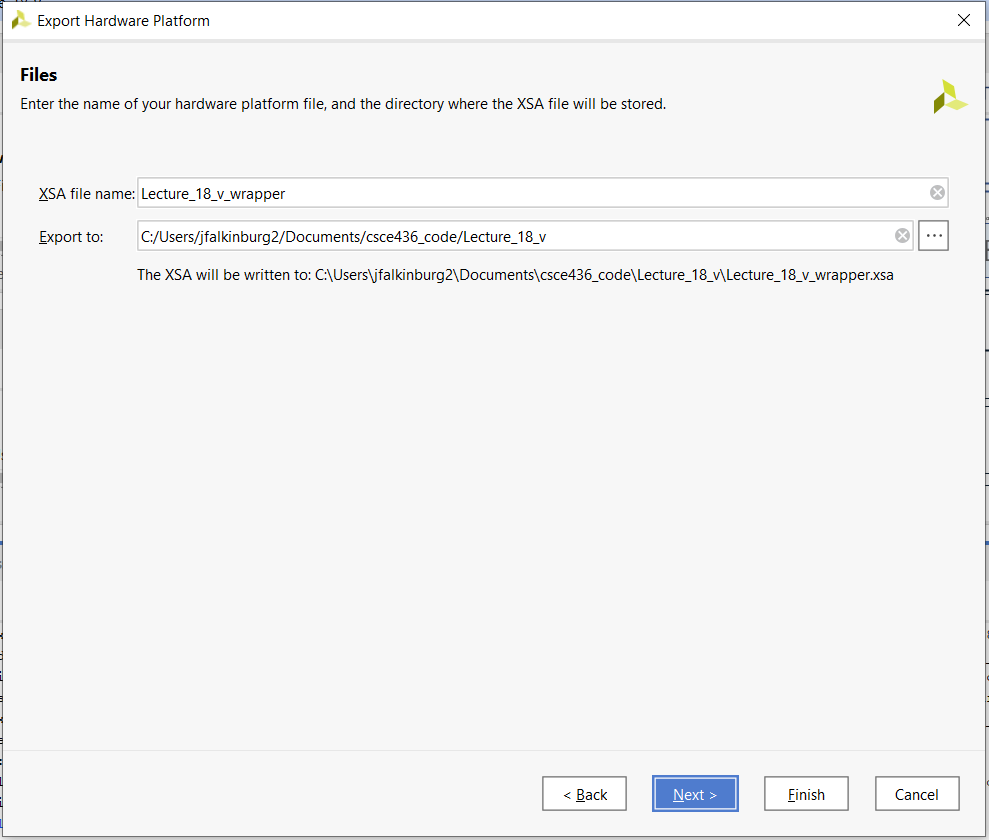 Export Hardware Platform
Files
Enter the name of your hardware platform file, and the directory where the XSA file will be stored.
XSA file name: Lecture_18_v_wrapper
Export to: C:/Users/jfalkinburg2/Documents/csce436_code/Lecture_18_v ...
The XSA will be written to: C:\Users\jfalkinburg2\Documents\csce436_code\Lecture_18_v\Lecture_18_v_wrapper.xsa
< Back Next > Finish Cancel